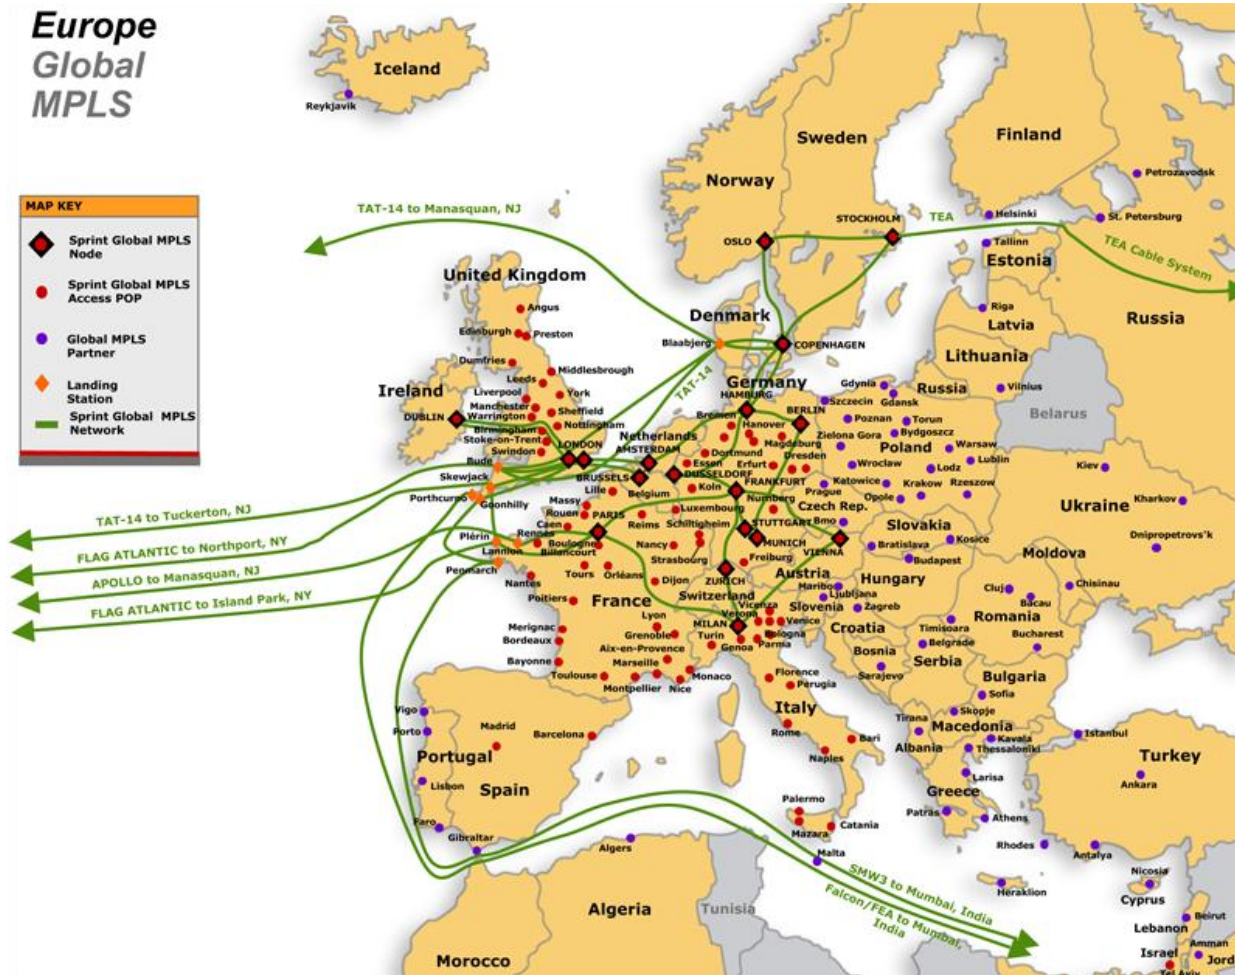 Europe
Global
MPLS
Iceland
Reykjavik
MAP KEY
Sprint Global MPLS
Node
Sprint Global MPLS
Access POP
Global MPLS
Partner
Landing
Station
Sprint Global MPLS
Network
TAT-14 to Manasquan, NJ
Norway
Sweden
Finland
Petrozavodsk
STOCKHOLM
OSLO
TEA
Helsinki
St. Petersburg
TEA Cable System
Tallinn
Estonia
Riga
Latvia
Russia
Lithuania
Russia
Vilnius
Belarus
United Kingdom
Angus
Edinburgh
Preston
Dumfries
Middlesbrough
Leeds
York
Liverpool
Manchester
Sheffield
Warrington
Nottingham
Birmingham
Stoke-on-Trent
Swindon
LONDON
Ireland
DUBLIN
Bude
Skewjack
Porthcurno
Goonhilly
Denmark
Blaabjerg
COPENHAGEN
TAT-14
Germany
HAMBURG
BERLIN
Bremen
Hanover
Magdeburg
Dortmund
Dresden
Essen
Erfurt
DUSSELDORF
FRANKFURT
Koln
Nurnberg
STUTTGART
MUNICH
Freiburg
Netherlands
AMSTERDAM
BRUSSELS
Belgium
Luxembourg
Lille
Massy
Rouen
PARIS
Reims
Schiltigheim
Caen
Rennes
Boulogne
Billancourt
Nancy
Strasbourg
Plérin
Lannion
Penmarch
Nantes
Tours
Orléans
Dijon
Poitiers
France
Lyon
Merignac
Grenoble
Bordeaux
Aix-en-Provence
Bayonne
Marseille
Toulouse
Montpellier
Nice
Monaco
Gdynia
Gdansk
Szczecin
Poznan
Torun
Bydgoszcz
Zielona Gora
Poland
Warsaw
Lublin
Wroclaw
Lodz
Katowice
Krakow
Rzeszow
Prague
Opole
Czech Rep.
Brno
Kiev
Ukraine
Kharkov
Dnipropetrovs'k
Slovakia
Kosice
Bratislava
Budapest
Moldova
Chisinau
VIENNA
Austria
Hungary
ZURICH
Switzerland
Maribo
Ljubljana
Slovenia
Zagreb
Croatia
Cluj
Bacau
Romania
Timisoara
Bucharest
Bosnia
Belgrade
Serbia
Sarajevo
Bulgaria
Sofia
Skopje
Tirana
Macedonia
Kavala
Albania
Thessaloniki
Larisa
Greece
Patras
Athens
Rhodes
Heraklion
Istanbul
Turkey
Ankara
Antalya
Nicosia
Cyprus
Beirut
Lebanon
Amman
Israel
Jord
Tel Aviv
Vicenza
Verona
Venice
MILAN
Bologna
Turin
Parma
Genoa
Florence
Perugia
Italy
Rome
Bari
Naples
Palermo
Catania
Mazara
Malta
Vigo
Porto
Portugal
Lisbon
Faro
Madrid
Barcelona
Spain
Gibraltar
Algers
Algeria
Tunisia
Morocco
TAT-14 to Tuckerton, NJ
FLAG ATLANTIC to Northport, NY
APOLLO to Manasquan, NJ
FLAG ATLANTIC to Island Park, NY
SMW3 to Mumbai, India
Falcon/FEA to Mumbai,
India